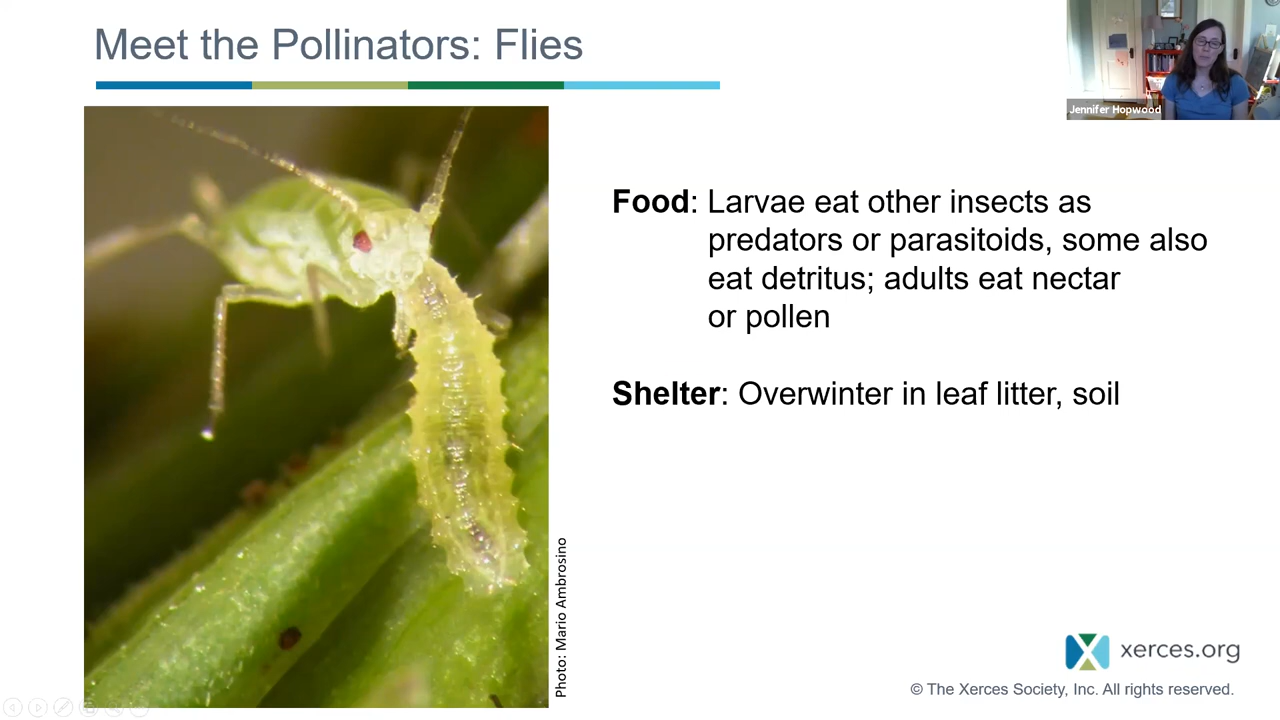 Meet the Pollinators: Flies
Jennifer Hopwood
Food: Larvae eat other insects as
predators or parasitoids, some also
eat detritus; adults eat nectar
or pollen
Shelter: Overwinter in leaf litter, soil
Photo: Mario Ambrosino
xerces.org
© The Xerces Society, Inc. All rights reserved.